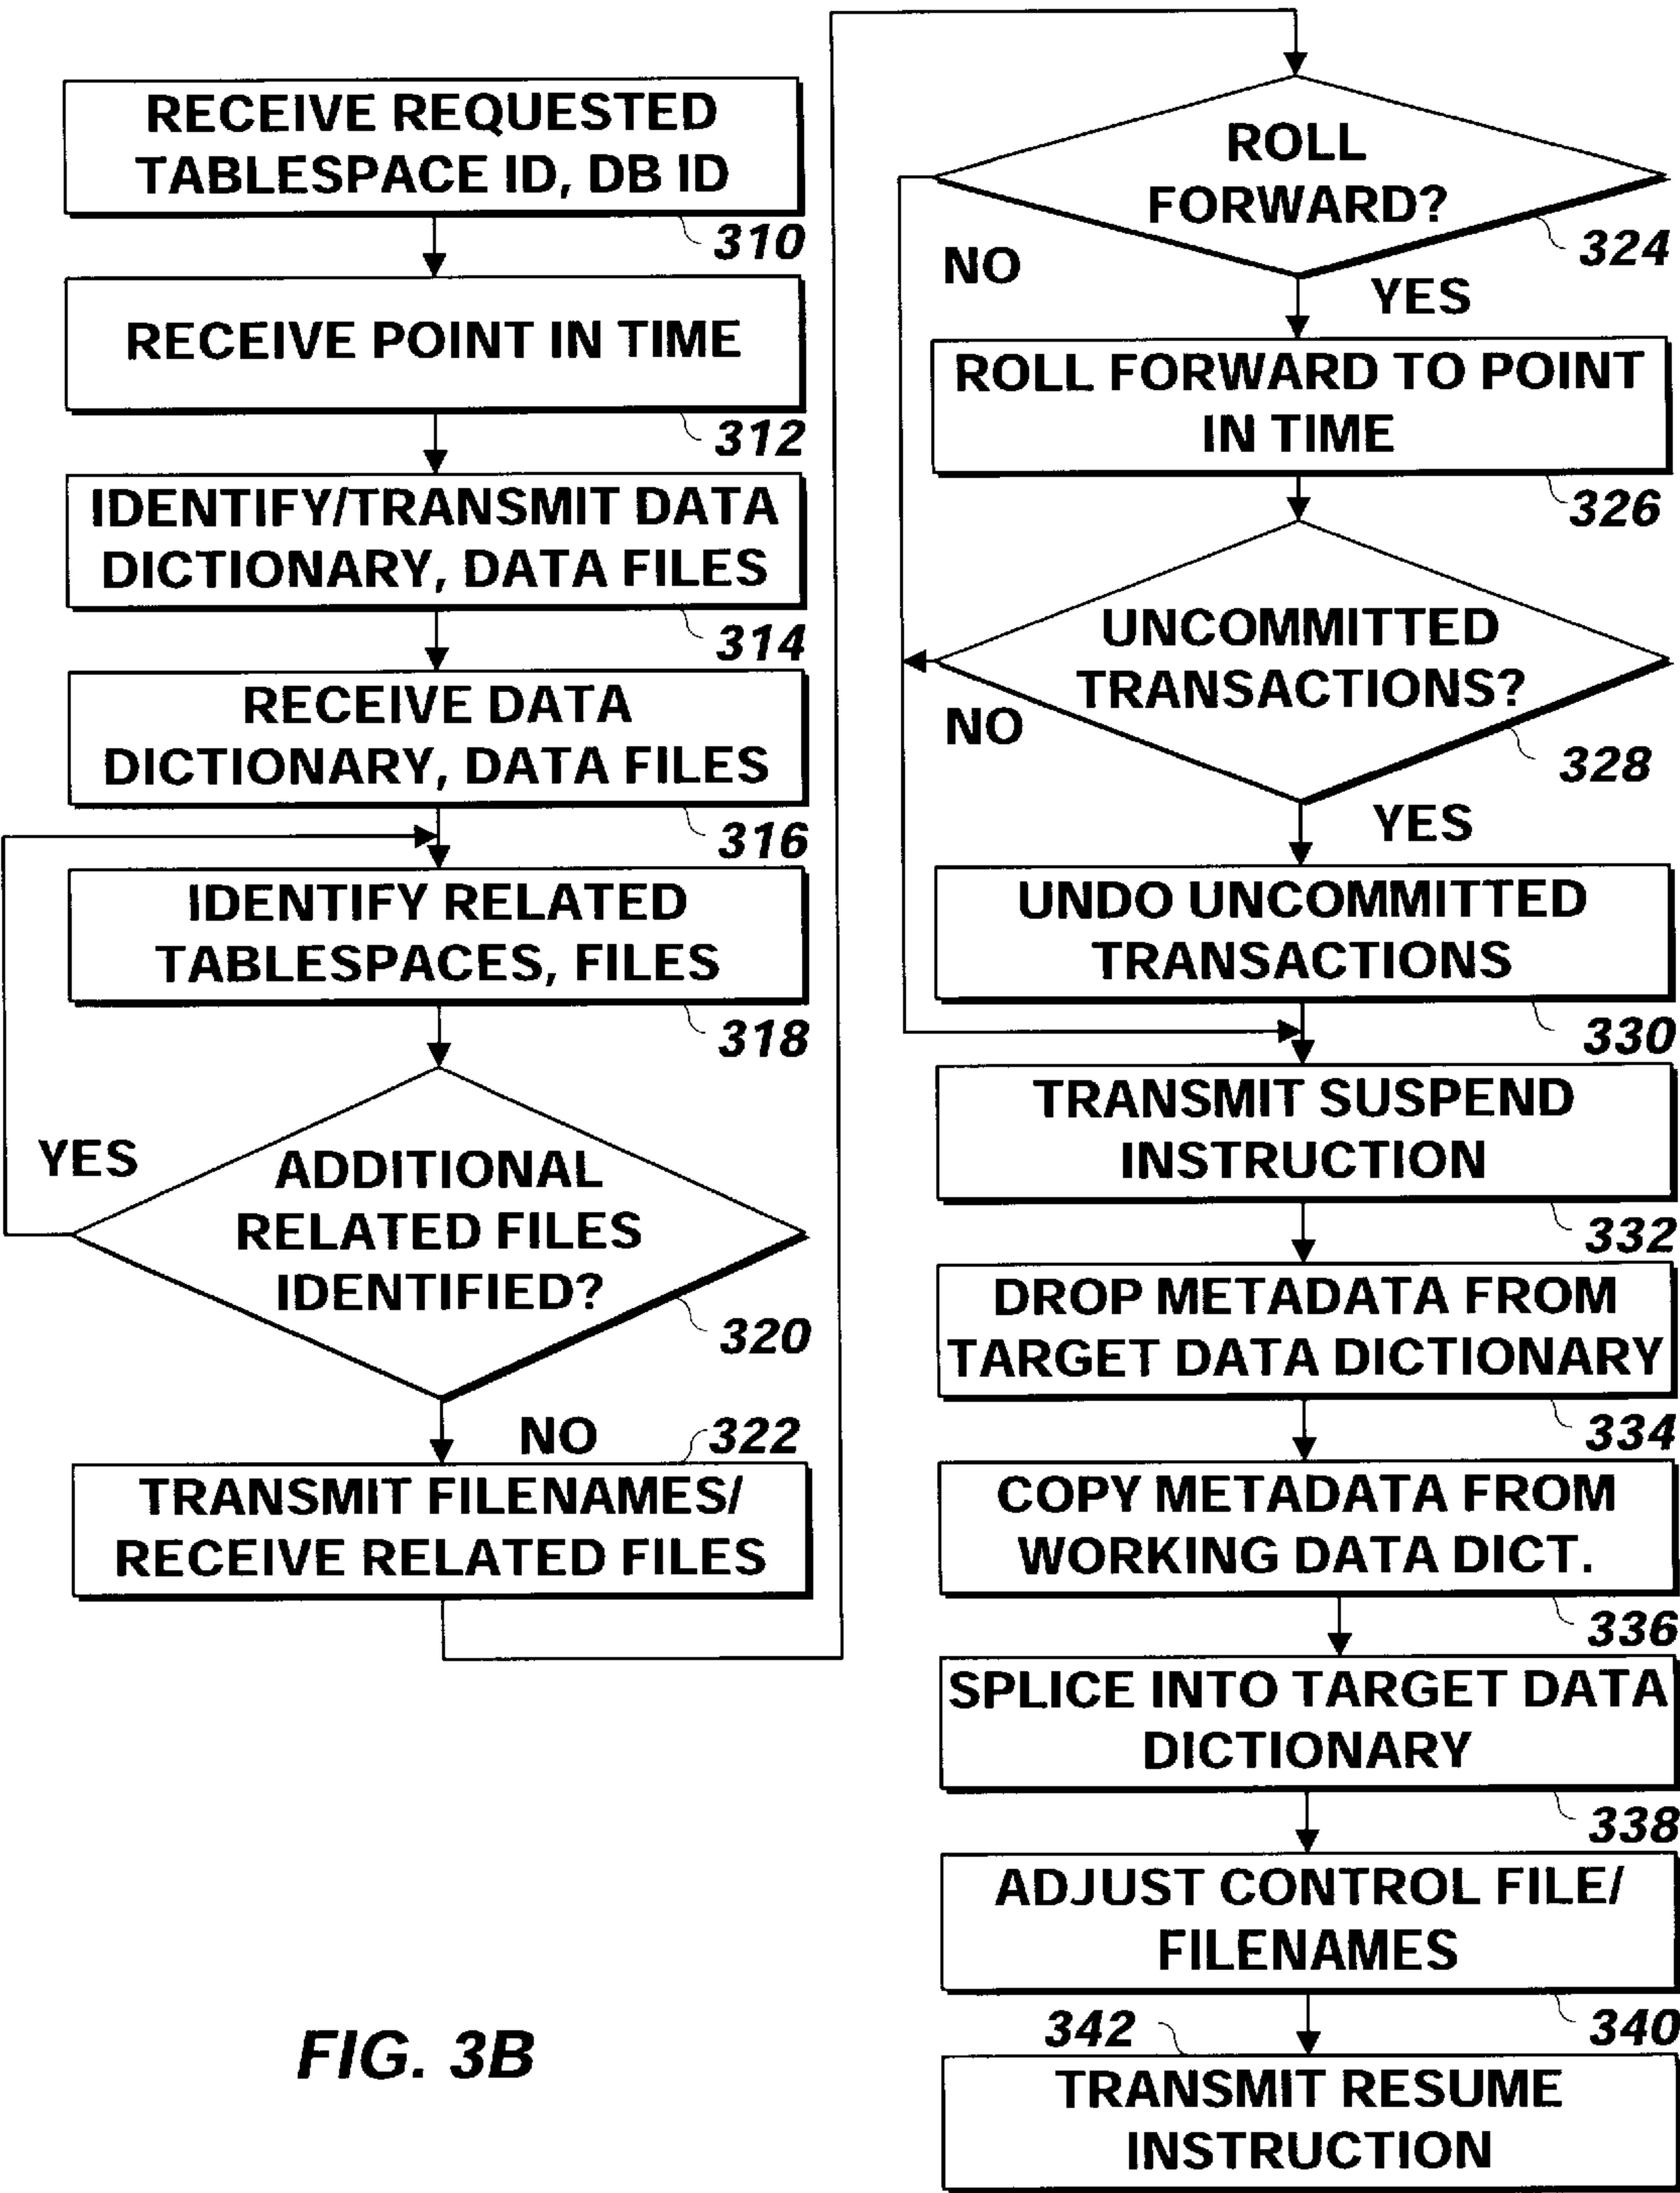 RECEIVE REQUESTED
TABLESPACE ID, DB ID
310
RECEIVE POINT IN TIME
312
IDENTIFY/TRANSMIT DATA
DICTIONARY, DATA FILES
314
RECEIVE DATA
DICTIONARY, DATA FILES
316
IDENTIFY RELATED
TABLESPACES, FILES
318
YES
ADDITIONAL
RELATED FILES
IDENTIFIED?
320
NO
322
TRANSMIT FILENAMES/
RECEIVE RELATED FILES
ROLL
FORWARD?
324
NO
YES
ROLL FORWARD TO POINT
IN TIME
326
UNCOMMITTED
TRANSACTIONS?
NO
328
YES
UNDO UNCOMMITTED
TRANSACTIONS
330
TRANSMIT SUSPEND
INSTRUCTION
332
DROP METADATA FROM
TARGET DATA DICTIONARY
334
COPY METADATA FROM
WORKING DATA DICT.
336
SPLICE INTO TARGET DATA
DICTIONARY
338
ADJUST CONTROL FILE/
FILENAMES
340
342
TRANSMIT RESUME
INSTRUCTION
FIG. 3B